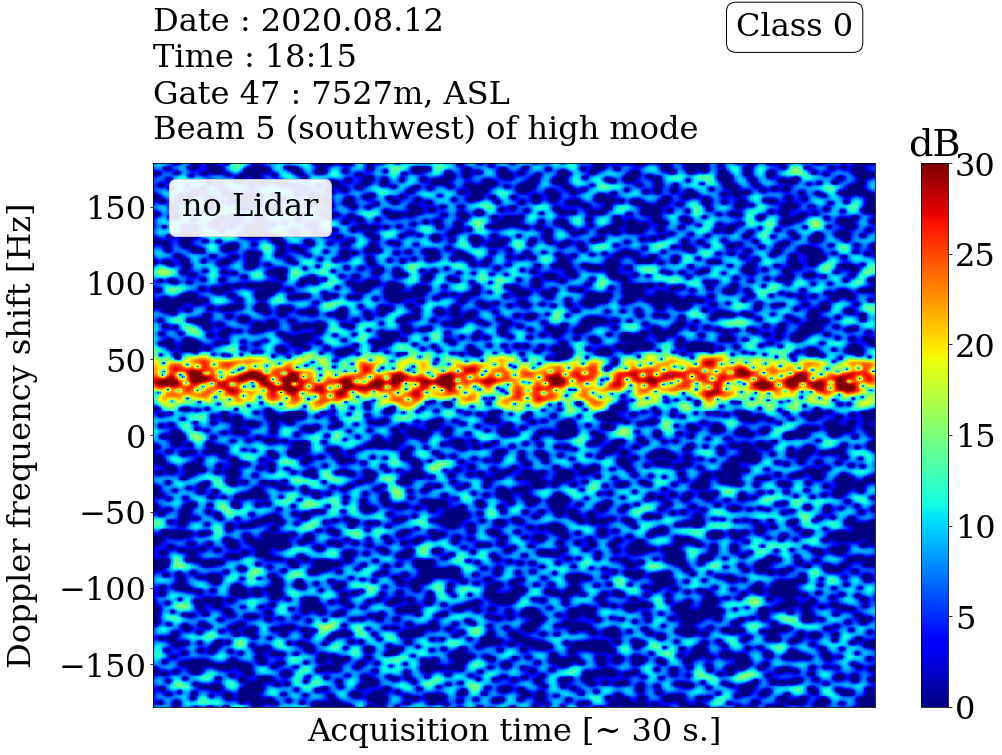 Date : 2020.08.12
Time : 18:15
Gate 47 : 7527m, ASL
Beam 5 (southwest) of high mode
Class 0
dB
no Lidar
Doppler frequency shift [Hz]
150
100
50
0
−50
−100
−150
30
25
20
15
10
5
0
Acquisition time [~ 30 s.]